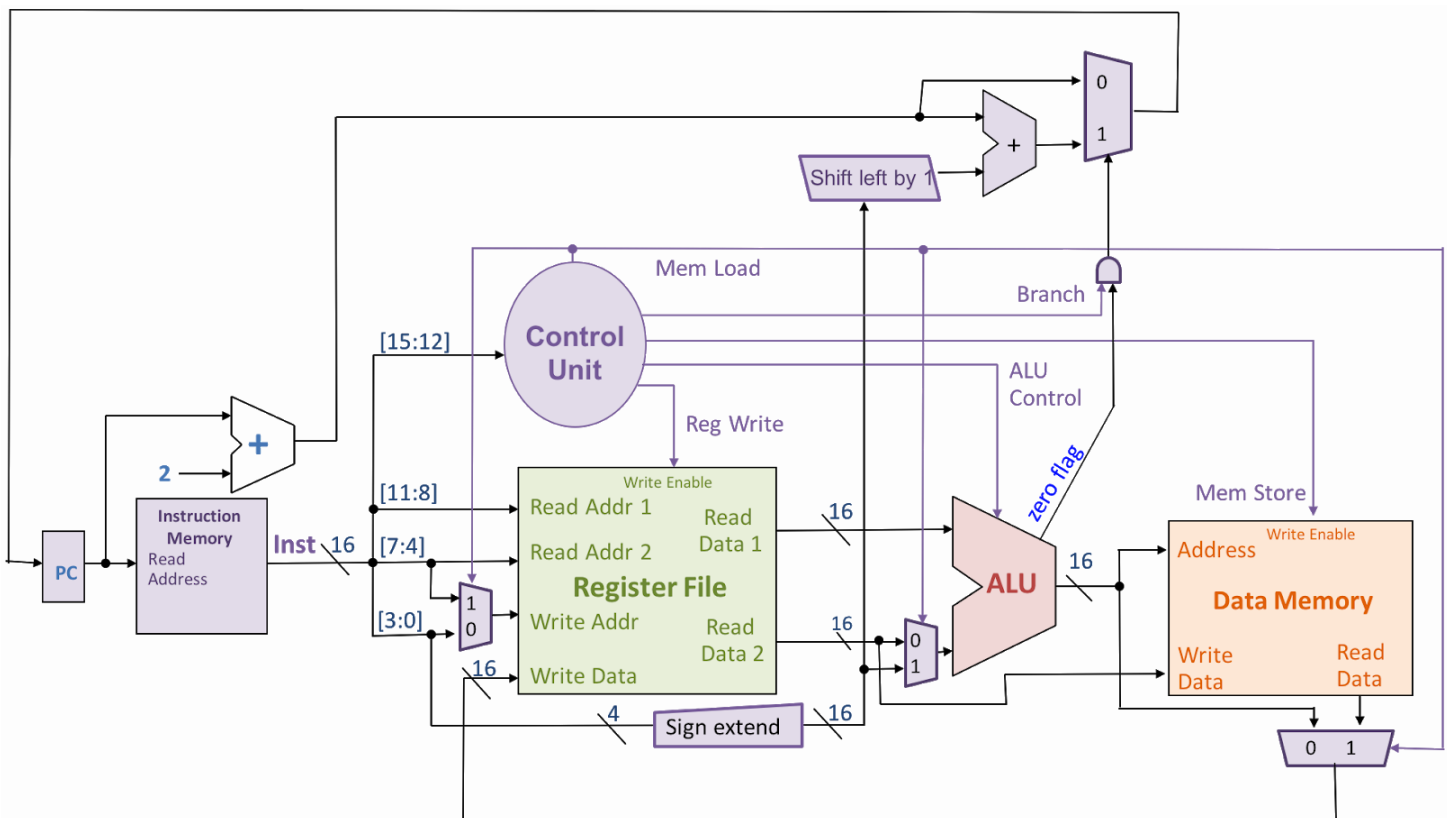 0
1
+
Shift left by 1
Mem Load
Branch
Control
Unit
[15:12]
ALU
Control
Reg Write
+
2
zero flag
Mem Store
[11:8]
Write Enable
Read Addr 1
Read
Data 1
16
Write Enable
Address
Instruction
Memory
Read
Address
Inst
16
[7:4]
Read Addr 2
PC
Register File
ALU
16
Data Memory
1
0
[3:0]
Write Addr
Read
Data 2
16
0
1
Write
Data
Read
Data
16
Write Data
4
Sign extend
16
0 1